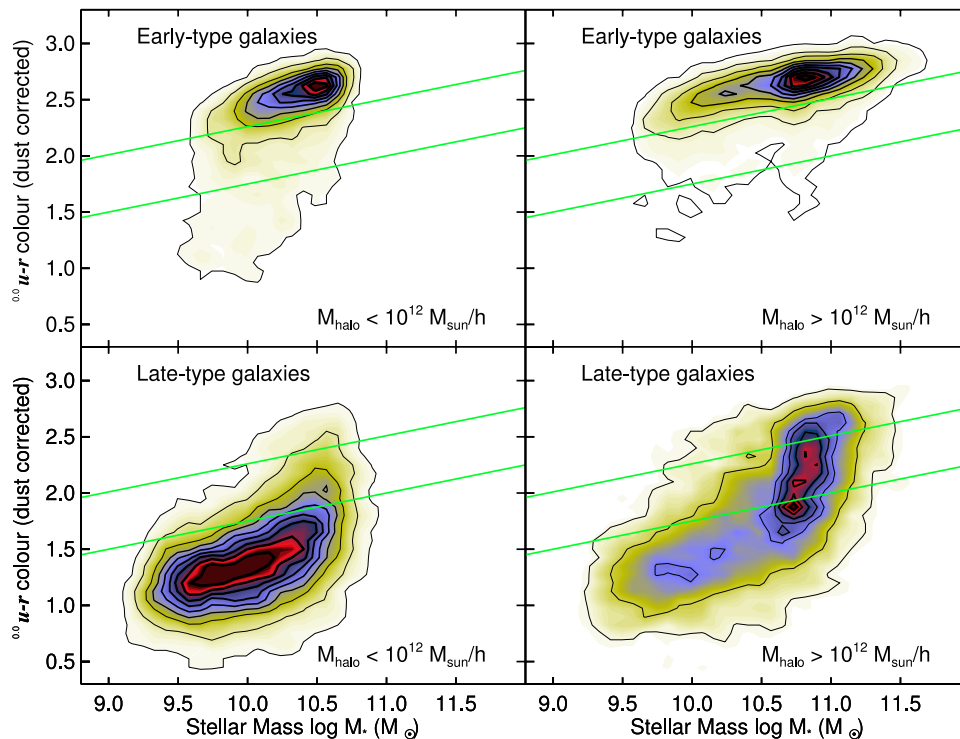 Early-type galaxies
Early-type galaxies
3.0
2.5
2.0
1.5
1.0
0.5
0.0 u-r colour (dust corrected)
M_halo < 10^12 M_sun/h
M_halo > 10^12 M_sun/h
Late-type galaxies
Late-type galaxies
3.0
2.5
2.0
1.5
1.0
0.5
0.0 u-r colour (dust corrected)
M_halo < 10^12 M_sun/h
M_halo > 10^12 M_sun/h
9.0 9.5 10.0 10.5 11.0 11.5
9.0 9.5 10.0 10.5 11.0 11.5
Stellar Mass log M* (M⊙)
Stellar Mass log M* (M⊙)